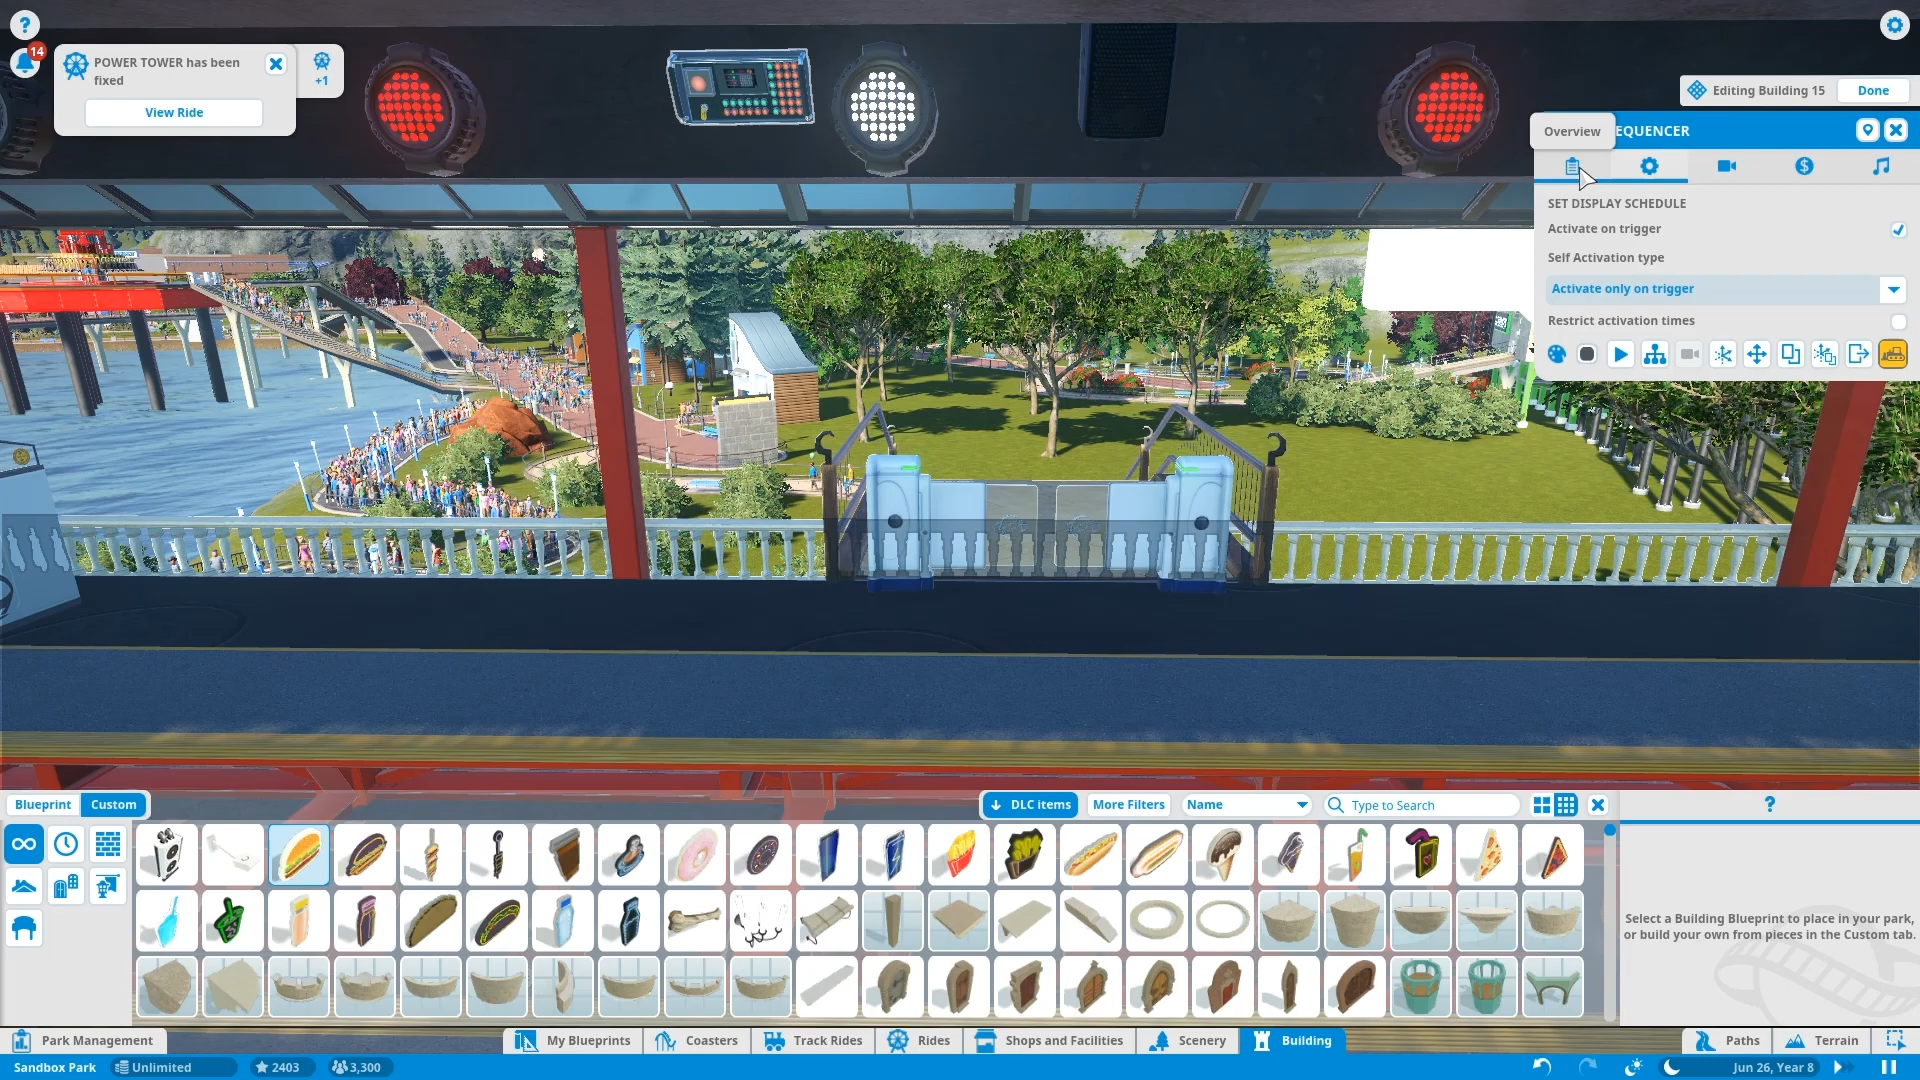 ?
14
POWER TOWER has been
fixed
+1
View Ride
Editing Building 15
Done
Overview
EQUENCER
SET DISPLAY SCHEDULE
Activate on trigger
Self Activation type
Activate only on trigger
Restrict activation times
Blueprint
Custom
DLC items
More Filters
Name
Type to Search
?
Select a Building Blueprint to place in your park,
or build your own from pieces in the Custom tab.
Park Management
My Blueprints
Coasters
Track Rides
Rides
Shops and Facilities
Scenery
Building
Paths
Terrain
Sandbox Park
Unlimited
2403
3,300
Jun 26, Year 8